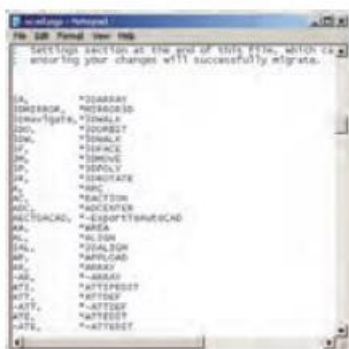 acad.pgp - Notepad
File Edit Format View Help
; Settings section at the end of this file, which ca
; ensuring your changes will successfully migrate.
3A, *3DARRAY
3DMIRROR, *MIRROR3D
3DNavigate, *3DWALK
3DO, *3DORBIT
3DW, *3DWALK
3F, *3DFACE
3M, *3DMOVE
3P, *3DPOLY
3R, *3DROTATE
A, *ARC
AC, *BACTION
ADC, *ADCENTER
AECTOACAD, *-ExportToAutoCAD
AA, *AREA
AL, *ALIGN
3AL, *3DALIGN
AP, *APPLOAD
AR, *ARRAY
-AR, *-ARRAY
ATI, *ATTIPEDIT
ATT, *ATTDEF
-ATT, *-ATTDEF
ATE, *ATTEDIT
-ATE, *-ATTEDIT